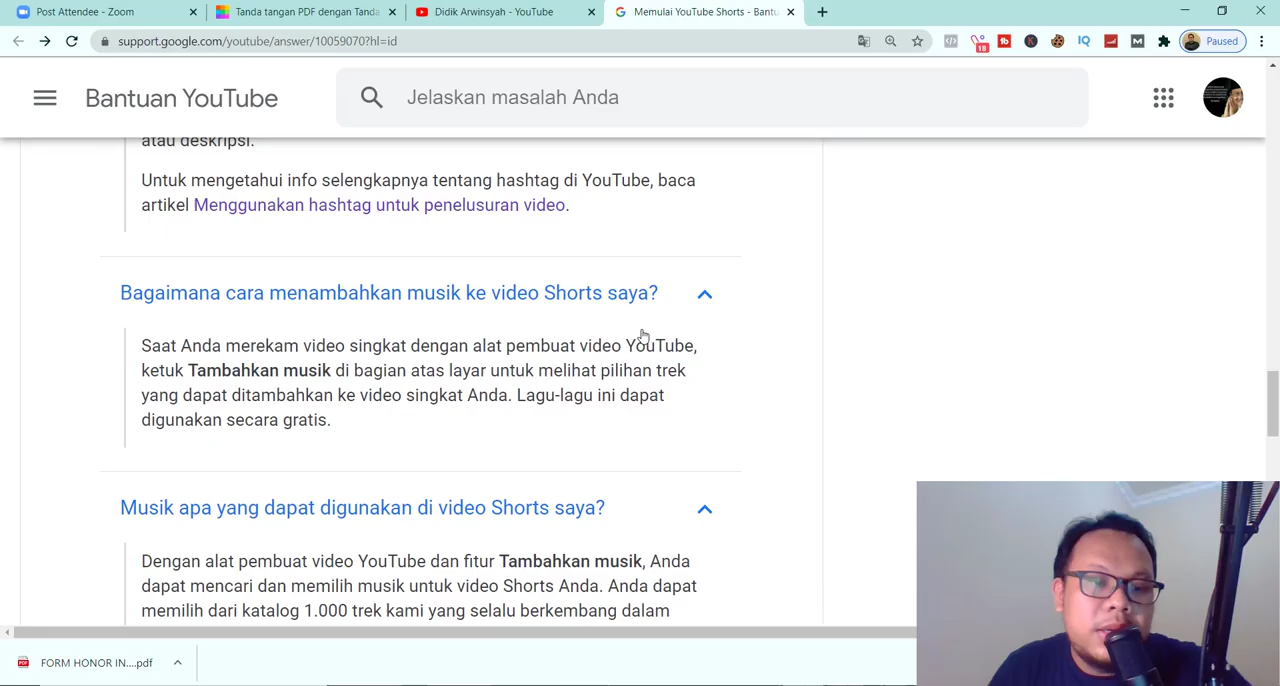 Post Attendee - Zoom
Tanda tangan PDF dengan Tanda
Didik Arwinsyah - YouTube
Memulai YouTube Shorts - Bantu
support.google.com/youtube/answer/10059070?hl=id
18
IQ
Paused
Bantuan YouTube
Jelaskan masalah Anda
atau deskripsi.
Untuk mengetahui info selengkapnya tentang hashtag di YouTube, baca
artikel Menggunakan hashtag untuk penelusuran video.
Bagaimana cara menambahkan musik ke video Shorts saya?
Saat Anda merekam video singkat dengan alat pembuat video YouTube,
ketuk Tambahkan musik di bagian atas layar untuk melihat pilihan trek
yang dapat ditambahkan ke video singkat Anda. Lagu-lagu ini dapat
digunakan secara gratis.
Musik apa yang dapat digunakan di video Shorts saya?
Dengan alat pembuat video YouTube dan fitur Tambahkan musik, Anda
dapat mencari dan memilih musik untuk video Shorts Anda. Anda dapat
memilih dari katalog 1.000 trek kami yang selalu berkembang dalam
FORM HONOR IN....pdf